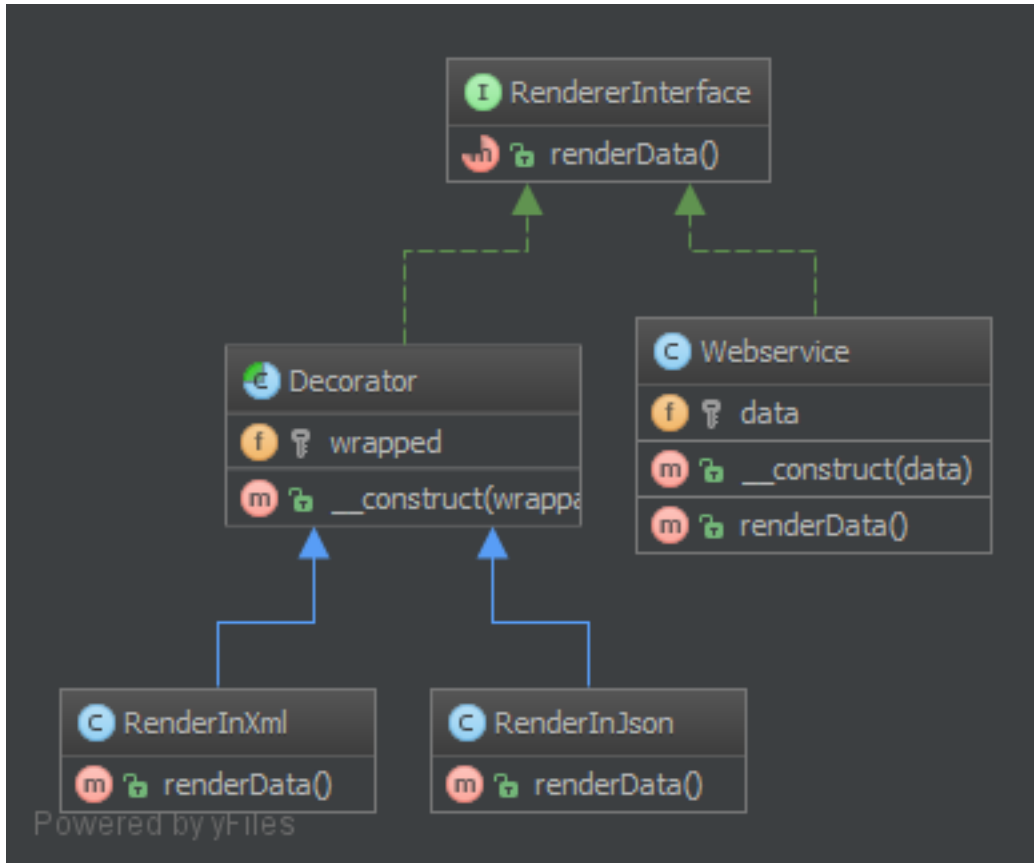 I RendererInterface
m renderData()
C Decorator
f wrapped
m __construct(wrappa
C Webservice
f data
m __construct(data)
m renderData()
C RenderInXml
m renderData()
C RenderInJson
m renderData()
Powered by yFiles